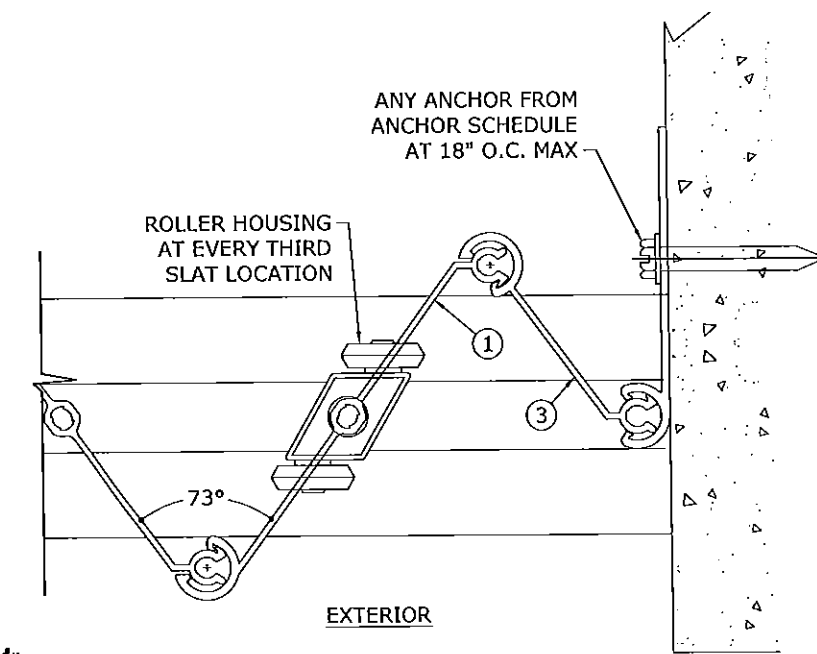 ANY ANCHOR FROM
ANCHOR SCHEDULE
AT 18" O.C. MAX
ROLLER HOUSING
AT EVERY THIRD
SLAT LOCATION
1
3
73°
EXTERIOR